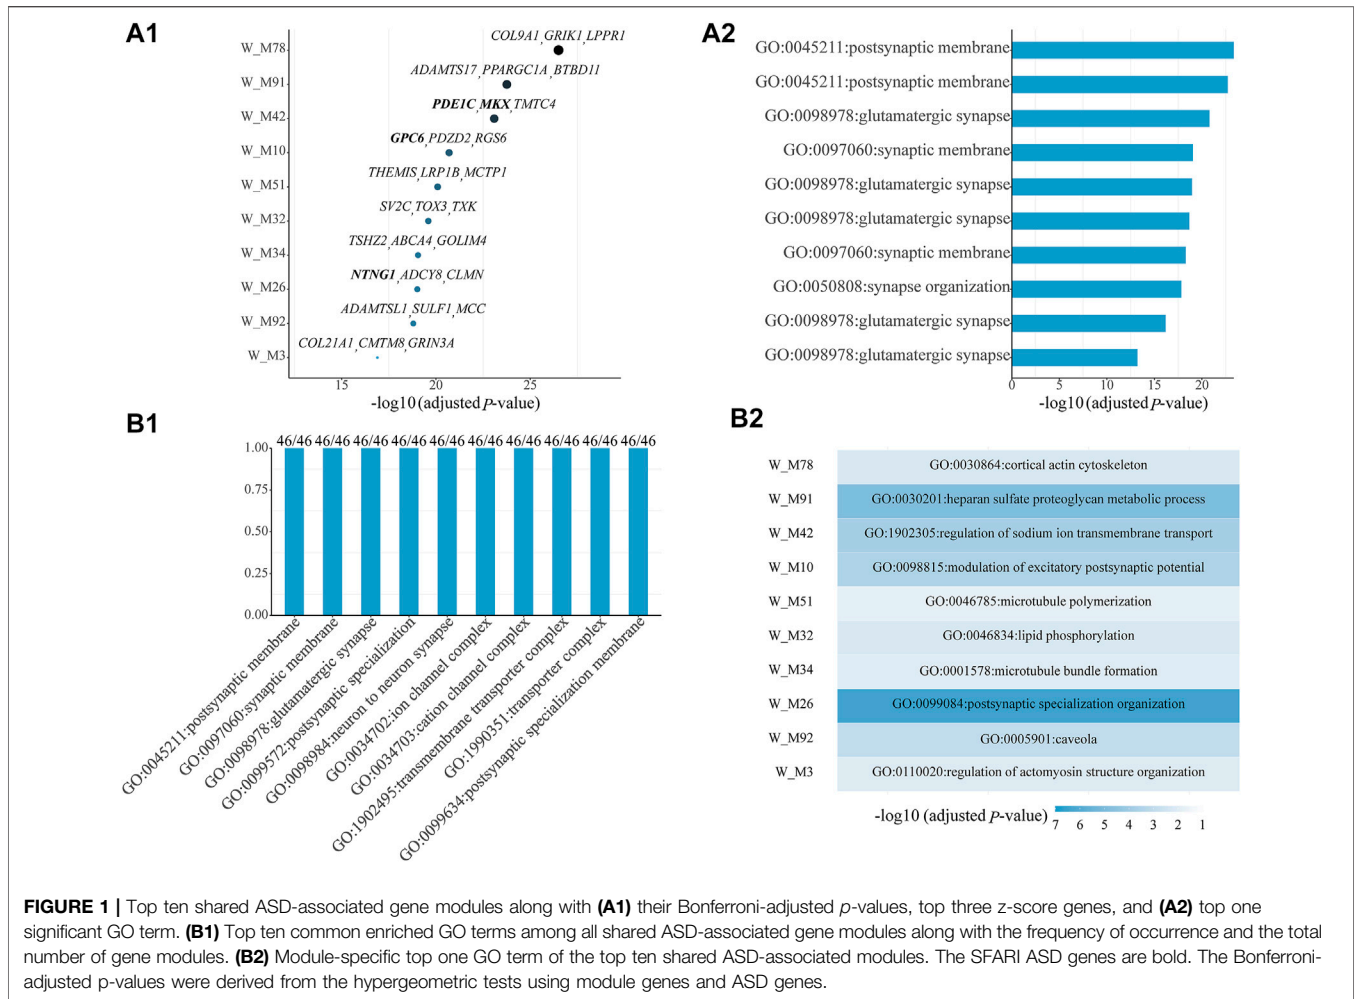 A1
W_M78
COL9A1,GRIK1,LPPR1
W_M91
ADAMTS17,PPARGC1A,BTBD11
W_M42
PDE1C,MKX,TMTC4
W_M10
GPC6,PDZD2,RGS6
W_M51
THEMIS,LRP1B,MCTP1
W_M32
SV2C,TOX3,TXK
W_M34
TSHZ2,ABCA4,GOLIM4
W_M26
NTNG1,ADCY8,CLMN
W_M92
ADAMTSL1,SULF1,MCC
W_M3
COL21A1,CMTM8,GRIN3A
15 20 25
-log10 (adjusted P-value)
A2
GO:0045211:postsynaptic membrane
GO:0045211:postsynaptic membrane
GO:0098978:glutamatergic synapse
GO:0097060:synaptic membrane
GO:0098978:glutamatergic synapse
GO:0098978:glutamatergic synapse
GO:0097060:synaptic membrane
GO:0050808:synapse organization
GO:0098978:glutamatergic synapse
GO:0098978:glutamatergic synapse
0 5 10 15 20
-log10 (adjusted P-value)
B1
46/46 46/46 46/46 46/46 46/46 46/46 46/46 46/46 46/46 46/46
1.00
0.75
0.50
0.25
0.00
GO:0045211:postsynaptic membrane
GO:0097060:synaptic membrane
GO:0098978:glutamatergic synapse
GO:0099572:postsynaptic specialization
GO:0098984:neuron to neuron synapse
GO:0034702:ion channel complex
GO:0034703:cation channel complex
GO:1902495:transmembrane transporter complex
GO:1990351:transporter complex
GO:0099634:postsynaptic specialization membrane
B2
W_M78 GO:0030864:cortical actin cytoskeleton
W_M91 GO:0030201:heparan sulfate proteoglycan metabolic process
W_M42 GO:1902305:regulation of sodium ion transmembrane transport
W_M10 GO:0098815:modulation of excitatory postsynaptic potential
W_M51 GO:0046785:microtubule polymerization
W_M32 GO:0046834:lipid phosphorylation
W_M34 GO:0001578:microtubule bundle formation
W_M26 GO:0099084:postsynaptic specialization organization
W_M92 GO:0005901:caveola
W_M3 GO:0110020:regulation of actomyosin structure organization
-log10 (adjusted P-value) 7 6 5 4 3 2 1
FIGURE 1 | Top ten shared ASD-associated gene modules along with (A1) their Bonferroni-adjusted p-values, top three z-score genes, and (A2) top one
significant GO term. (B1) Top ten common enriched GO terms among all shared ASD-associated gene modules along with the frequency of occurrence and the total
number of gene modules. (B2) Module-specific top one GO term of the top ten shared ASD-associated modules. The SFARI ASD genes are bold. The Bonferroni-
adjusted p-values were derived from the hypergeometric tests using module genes and ASD genes.